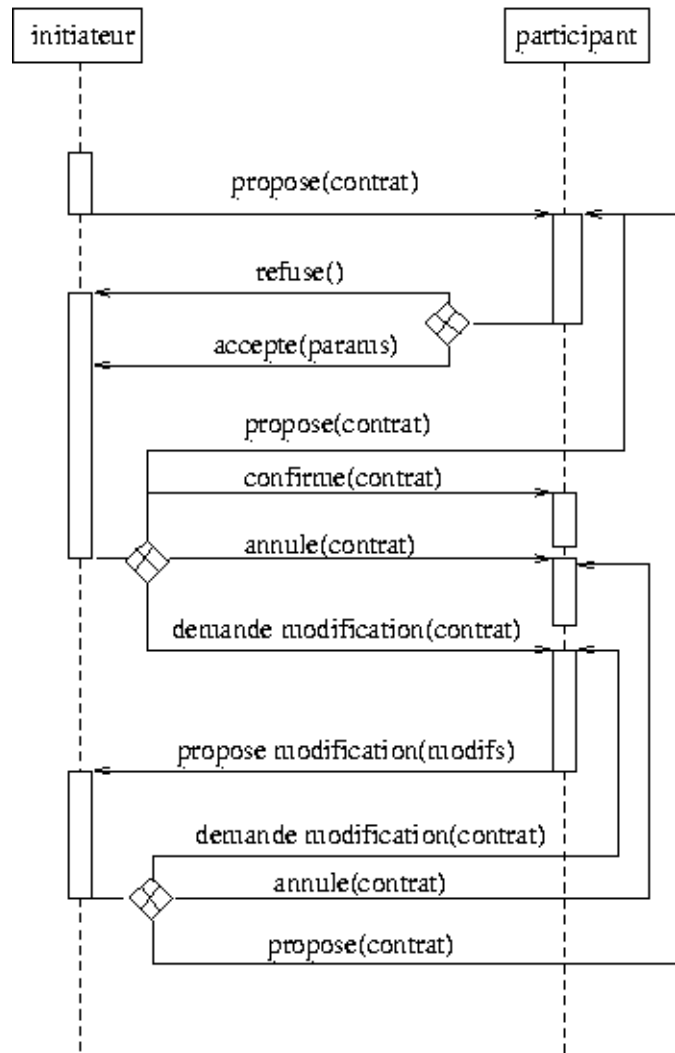 initiateur
participant
propose(contrat)
refuse()
accepte(params)
propose(contrat)
confirme(contrat)
annule(contrat)
demande modification(contrat)
propose modification(modifs)
demande modification(contrat)
annule(contrat)
propose(contrat)